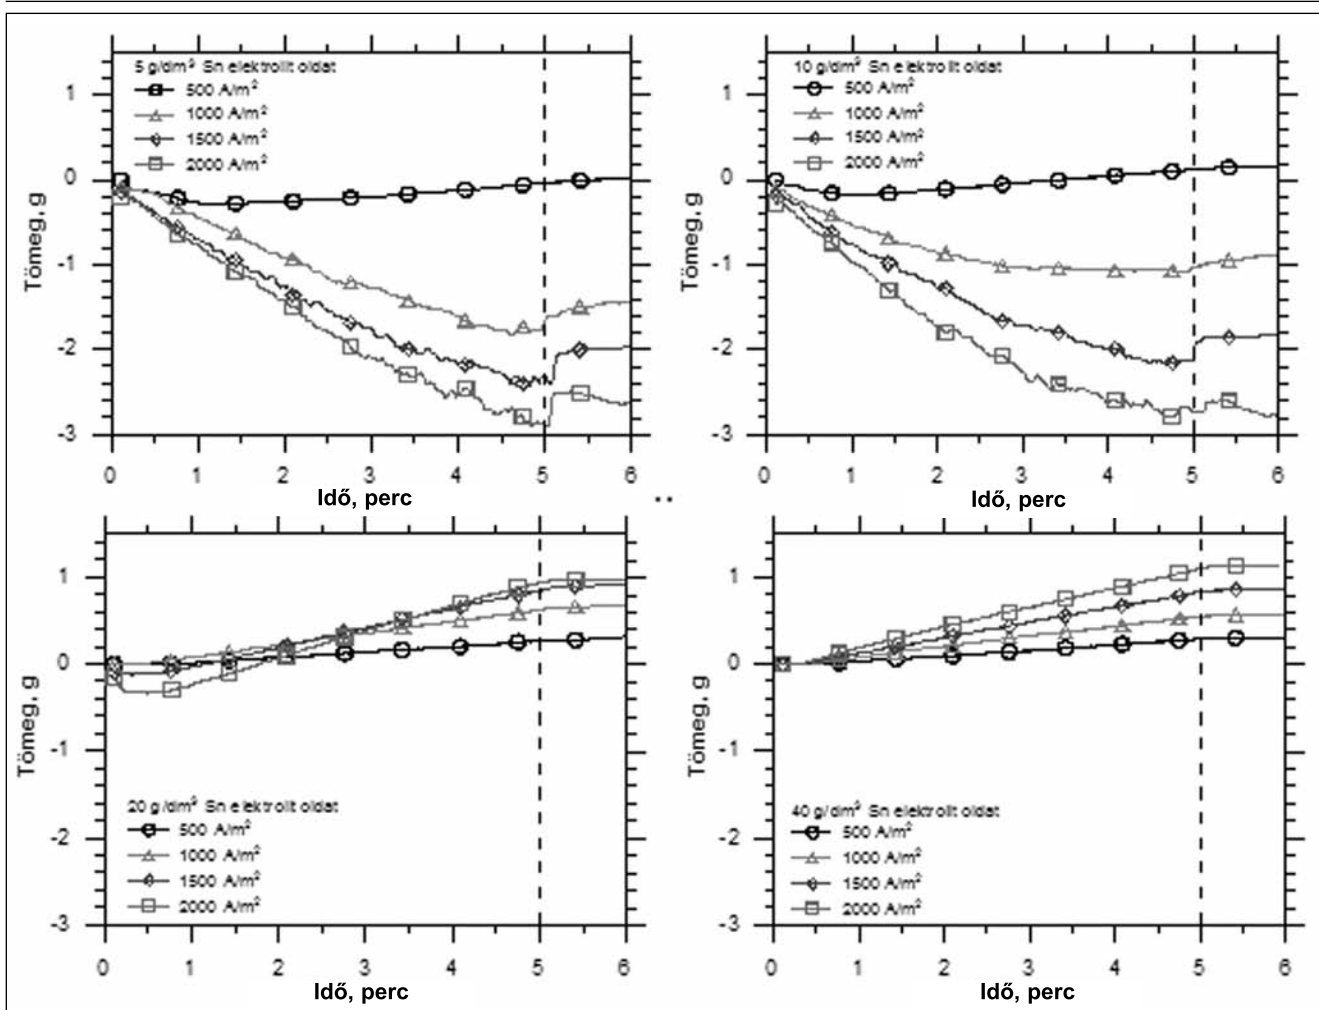 5 g/dm³ Sn elektrolit oldat
500 A/m²
1000 A/m²
1500 A/m²
2000 A/m²
1
0
-1
-2
-3
Tömeg, g
0 1 2 3 4 5 6
Idő, perc
10 g/dm³ Sn elektrolit oldat
500 A/m²
1000 A/m²
1500 A/m²
2000 A/m²
1
0
-1
-2
-3
Tömeg, g
0 1 2 3 4 5 6
Idő, perc
..
1
0
-1
-2
-3
Tömeg, g
20 g/dm³ Sn elektrolit oldat
500 A/m²
1000 A/m²
1500 A/m²
2000 A/m²
0 1 2 3 4 5 6
Idő, perc
1
0
-1
-2
-3
Tömeg, g
40 g/dm³ Sn elektrolit oldat
500 A/m²
1000 A/m²
1500 A/m²
2000 A/m²
0 1 2 3 4 5 6
Idő, perc